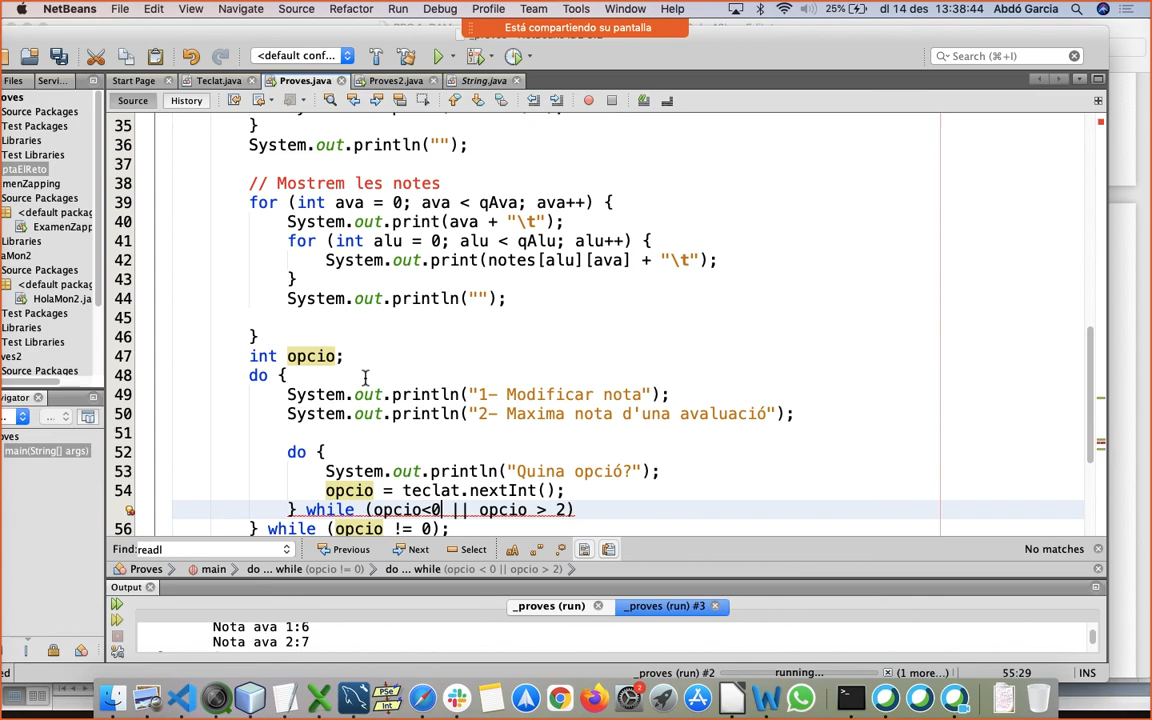 NetBeans File Edit View Navigate Source Refactor Run Debug Profile Team Tools Window Help 25% dl 14 des 13:38:44 Abdó Garcia
Está compartiendo su pantalla
<default conf... Search (⌘+I)
Files Servi... Start Page Teclat.java Proves.java Proves2.java String.java
oves Source History
Source Packages
Test Packages
Libraries
Test Libraries
ptaElReto
menZapping
Source Packages
<default packag
ExamenZapp
Libraries
aMon2
Source Packages
<default packa
HolaMon2.ja
Test Packages
Libraries
ves2
Source Packages
avigator
oves
main(String[] args)
35 }
36 System.out.println("");
37
38 // Mostrem les notes
39 for (int ava = 0; ava < qAva; ava++) {
40 System.out.print(ava + "\t");
41 for (int alu = 0; alu < qAlu; alu++) {
42 System.out.print(notes[alu][ava] + "\t");
43 }
44 System.out.println("");
45
46 }
47 int opcio;
48 do {
49 System.out.println("1- Modificar nota");
50 System.out.println("2- Maxima nota d'una avaluació");
51
52 do {
53 System.out.println("Quina opció?");
54 opcio = teclat.nextInt();
} while (opcio<0 || opcio > 2)
56 } while (opcio != 0);
Find: readl Previous Next Select No matches
Proves main do ... while (opcio != 0) do ... while (opcio < 0 || opcio > 2)
Output
_proves (run) _proves (run) #3
Nota ava 1:6
Nota ava 2:7
ed _proves (run) #2 running... (1 more...) 55:29 INS